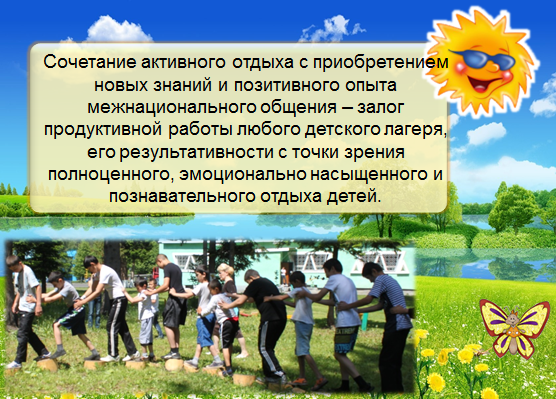 Сочетание активного отдыха с приобретением
новых знаний и позитивного опыта
межнационального общения – залог
продуктивной работы любого детского лагеря,
его результативности с точки зрения
полноценного, эмоционально насыщенного и
познавательного отдыха детей.